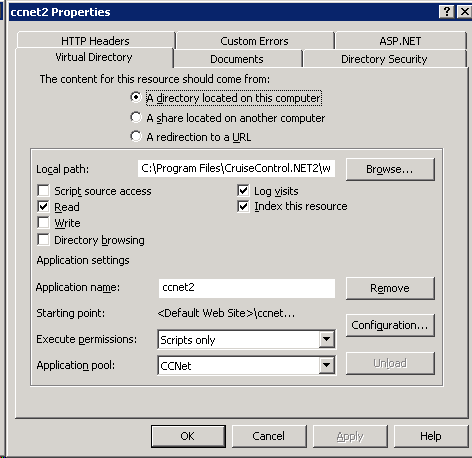 ccnet2 Properties
HTTP Headers Custom Errors ASP.NET
Virtual Directory Documents Directory Security
The content for this resource should come from:
A directory located on this computer
A share located on another computer
A redirection to a URL
Local path: C:\Program Files\CruiseControl.NET2\w Browse...
Script source access Log visits
Read Index this resource
Write
Directory browsing
Application settings
Application name: ccnet2 Remove
Starting point: <Default Web Site>\ccnet...
Configuration...
Execute permissions: Scripts only
Application pool: CCNet Unload
OK Cancel Apply Help